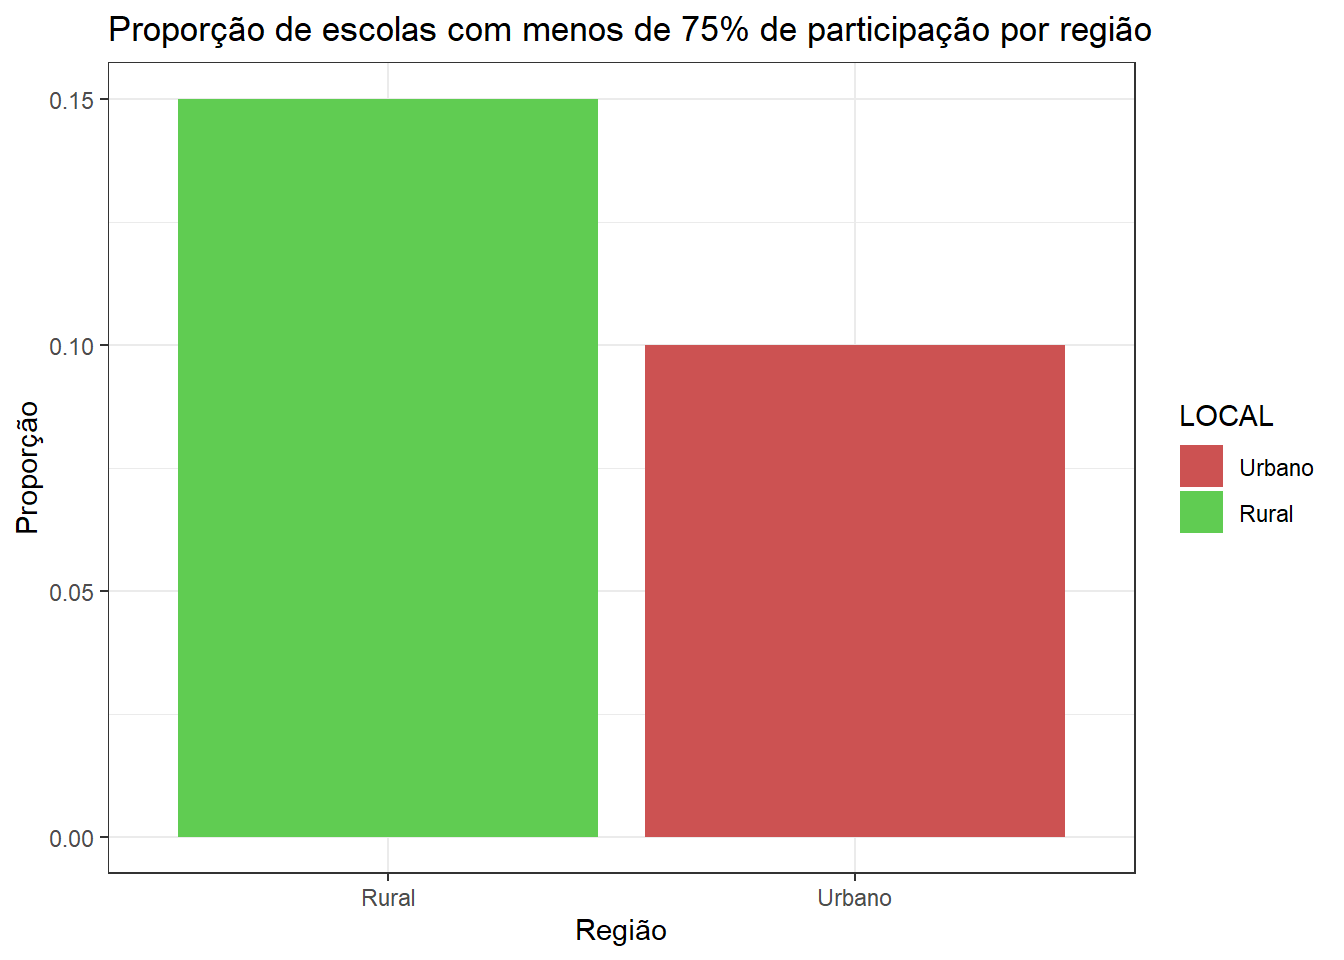 Proporção de escolas com menos de 75% de participação por região
Proporção
0.15
0.10
0.05
0.00
Rural
Urbano
Região
LOCAL
Urbano
Rural